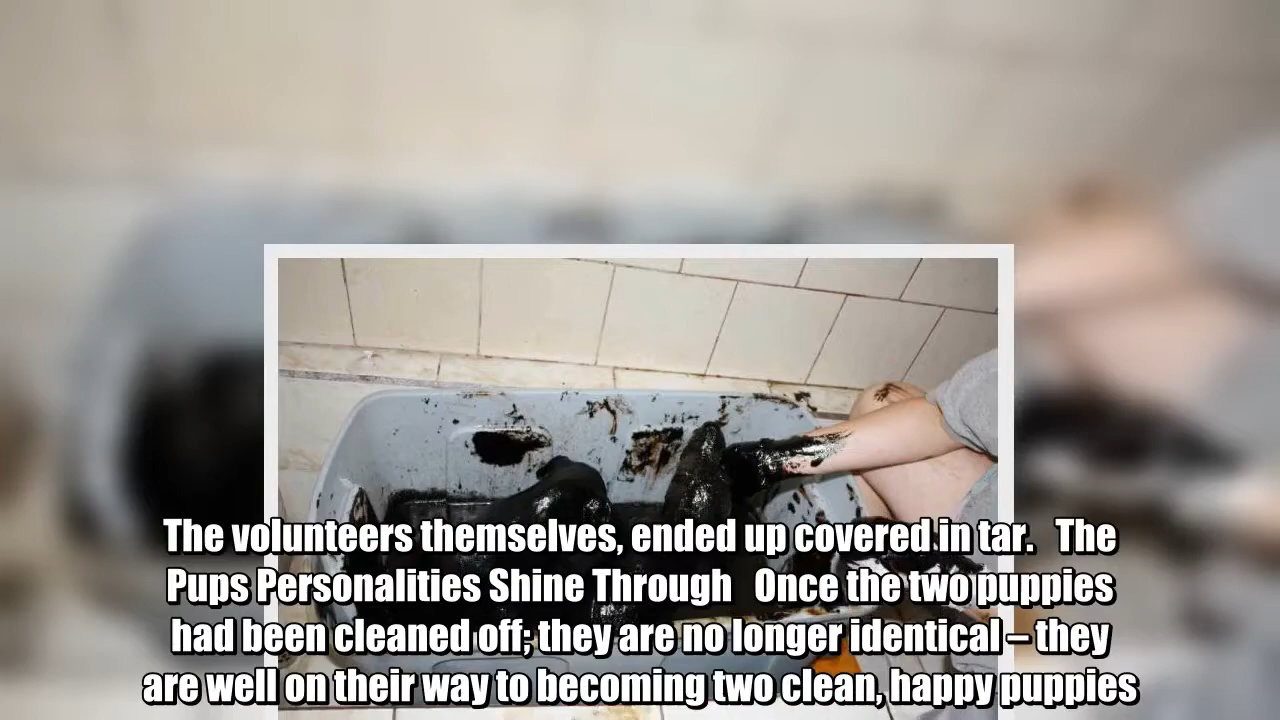 The volunteers themselves, ended up covered in tar.   The
Pups Personalities Shine Through   Once the two puppies
had been cleaned off; they are no longer identical – they
are well on their way to becoming two clean, happy puppies